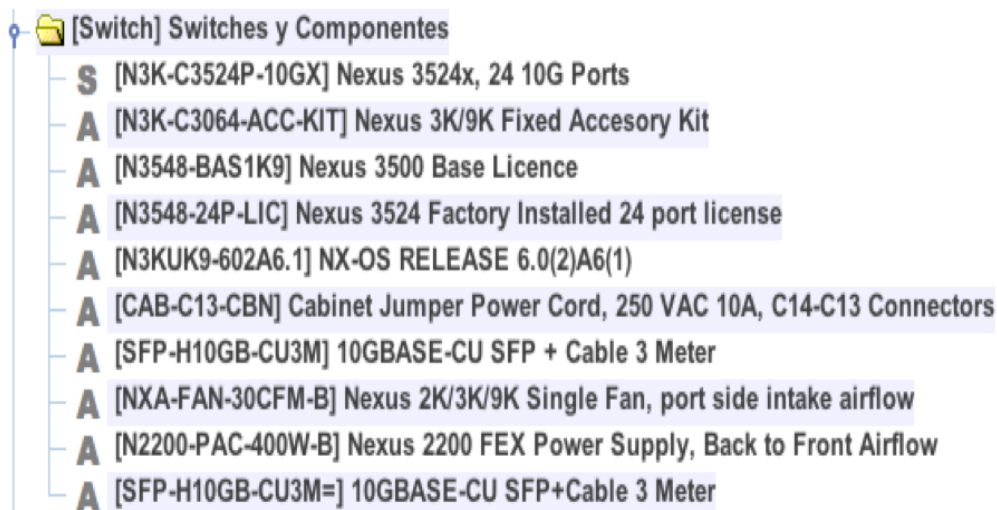 [Switch] Switches y Componentes
S [N3K-C3524P-10GX] Nexus 3524x, 24 10G Ports
A [N3K-C3064-ACC-KIT] Nexus 3K/9K Fixed Accesory Kit
A [N3548-BAS1K9] Nexus 3500 Base Licence
A [N3548-24P-LIC] Nexus 3524 Factory Installed 24 port license
A [N3KUK9-602A6.1] NX-OS RELEASE 6.0(2)A6(1)
A [CAB-C13-CBN] Cabinet Jumper Power Cord, 250 VAC 10A, C14-C13 Connectors
A [SFP-H10GB-CU3M] 10GBASE-CU SFP + Cable 3 Meter
A [NXA-FAN-30CFM-B] Nexus 2K/3K/9K Single Fan, port side intake airflow
A [N2200-PAC-400W-B] Nexus 2200 FEX Power Supply, Back to Front Airflow
A [SFP-H10GB-CU3M=] 10GBASE-CU SFP+Cable 3 Meter